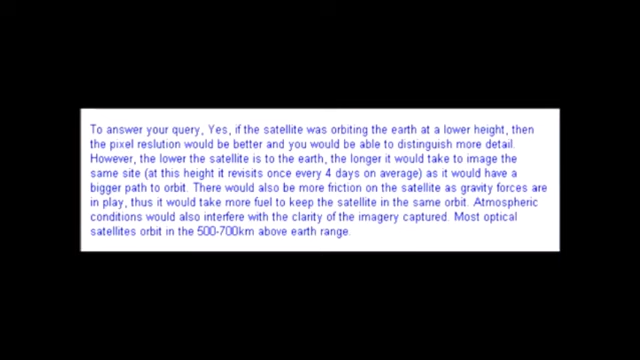 To answer your query, Yes, if the satellite was orbiting the earth at a lower height, then
the pixel reslution would be better and you would be able to distinguish more detail.
However, the lower the satellite is to the earth, the longer it would take to image the
same site (at this height it revisits once every 4 days on average) as it would have a
bigger path to orbit. There would also be more friction on the satellite as gravity forces are
in play, thus it would take more fuel to keep the satellite in the same orbit. Atmospheric
conditions would also interfere with the clarity of the imagery captured. Most optical
satellites orbit in the 500-700km above earth range.